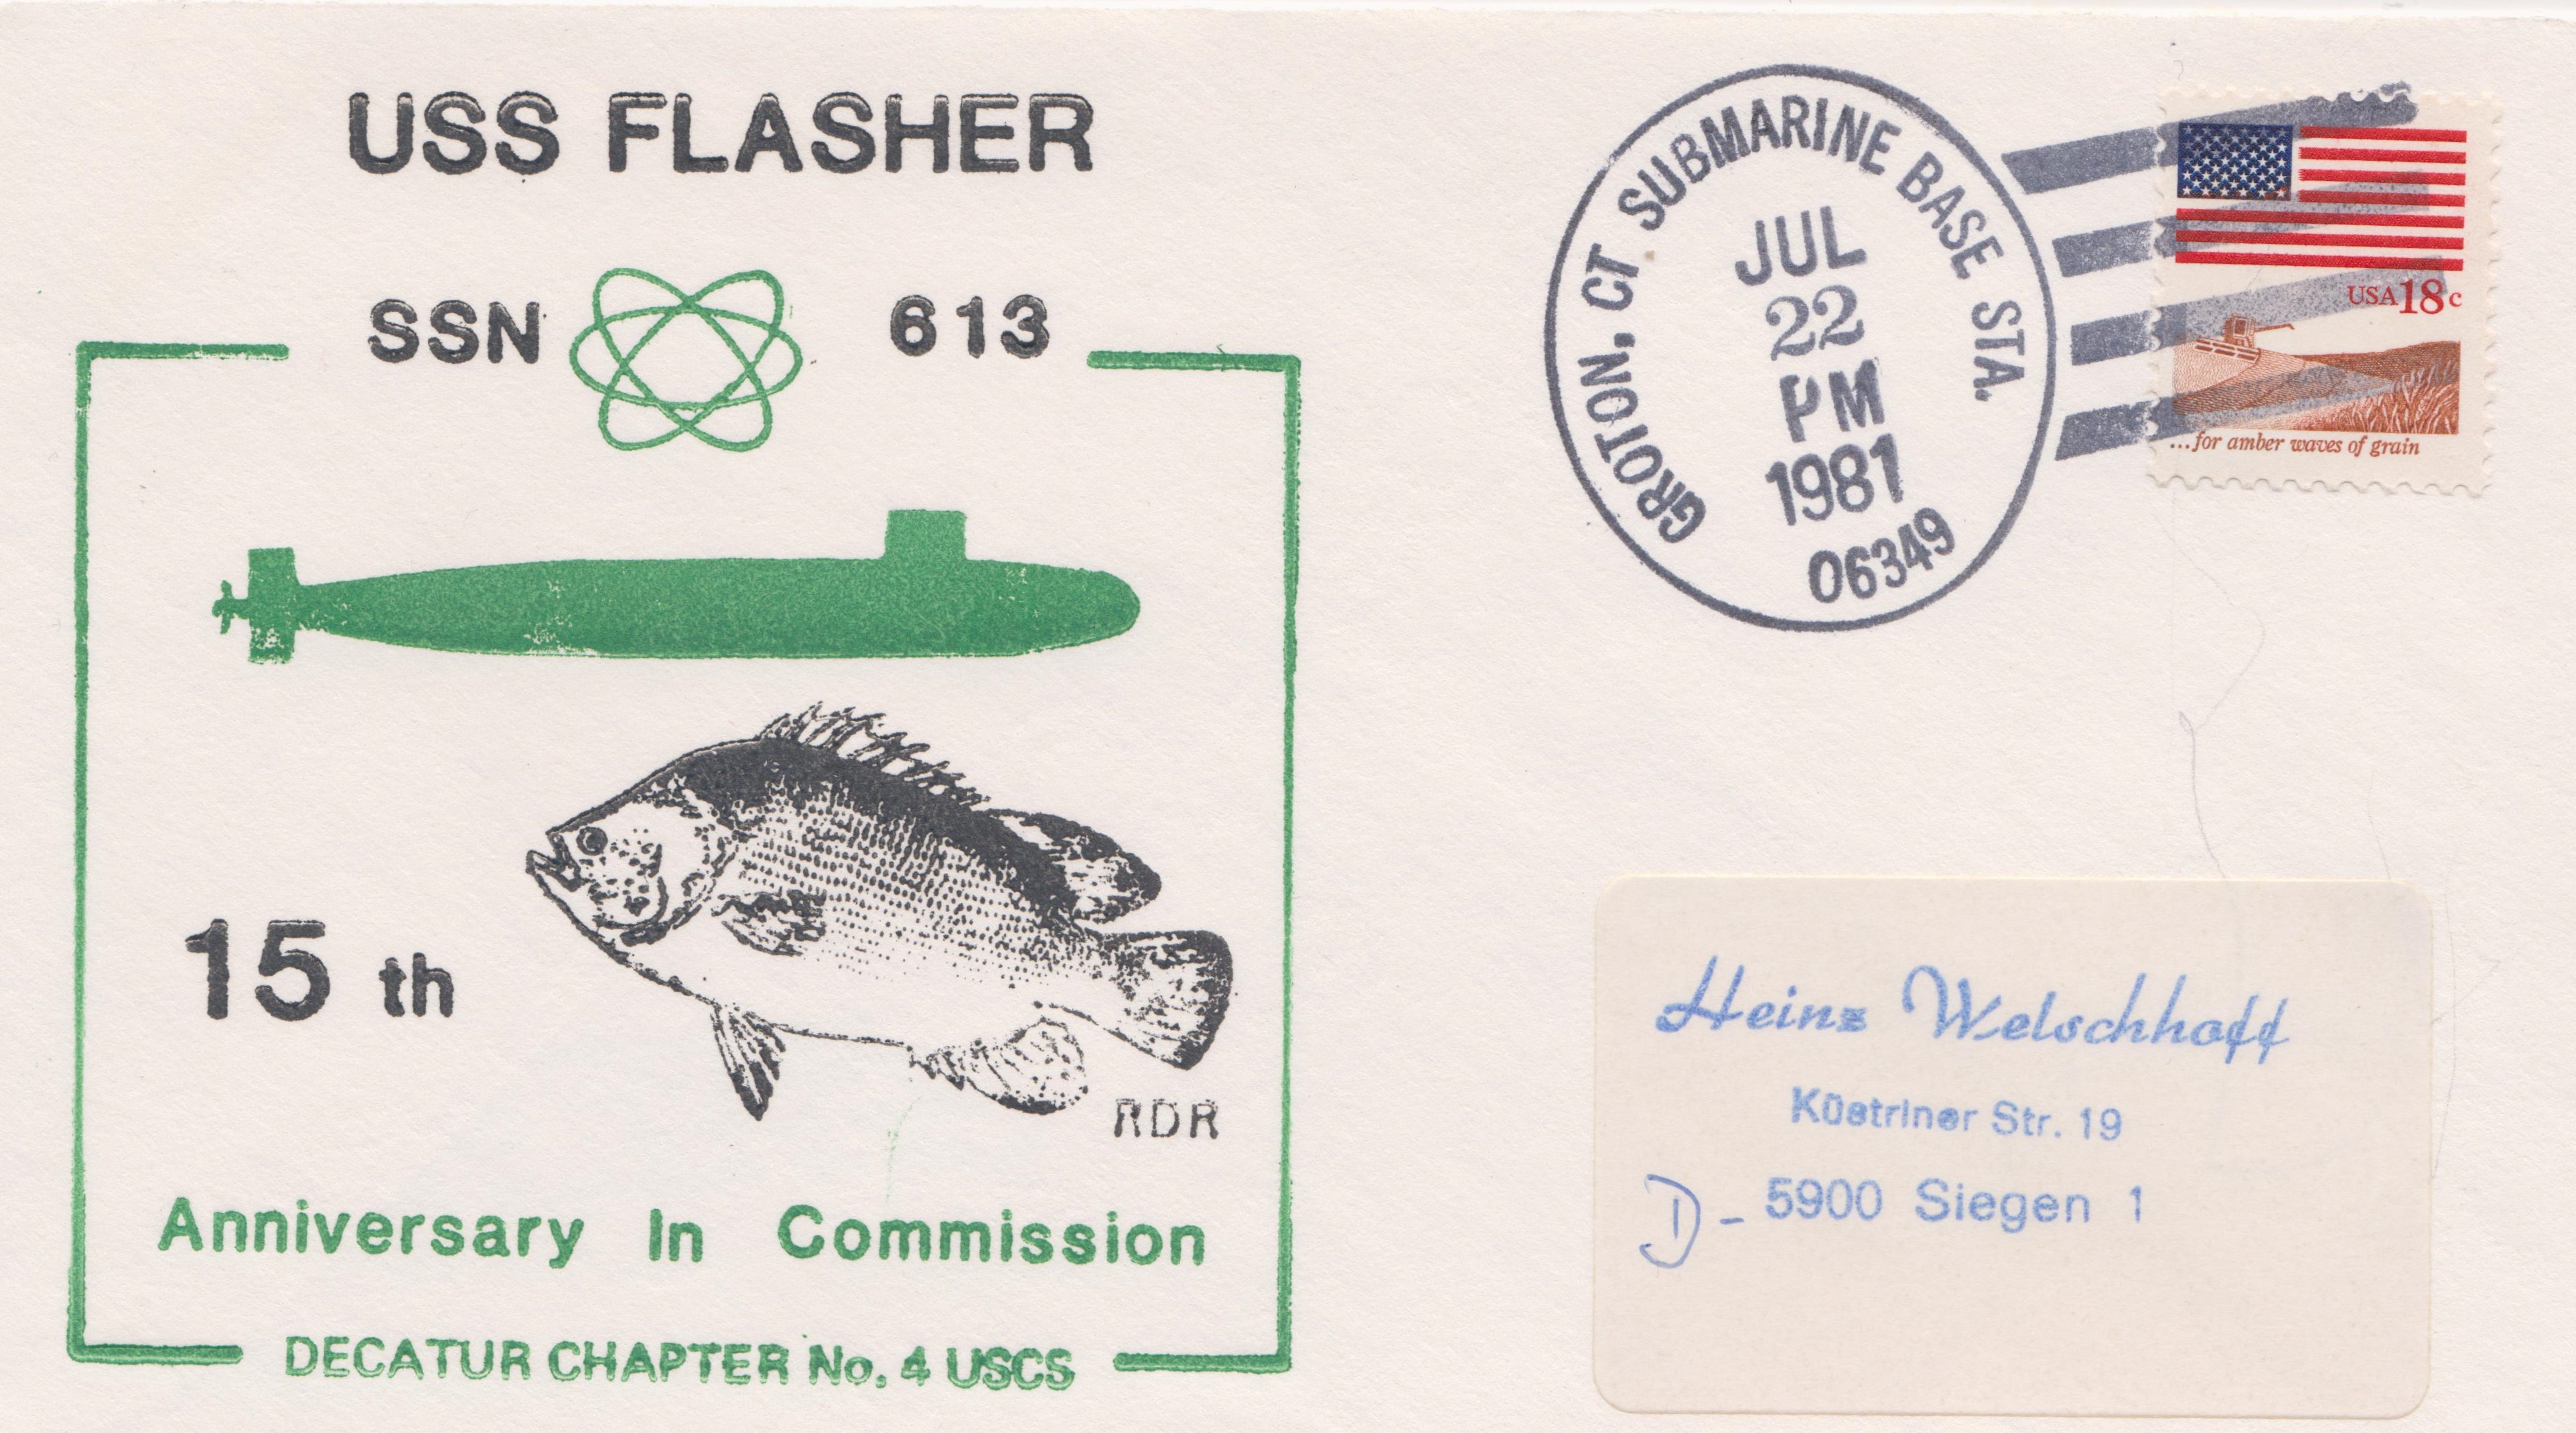 USS FLASHER
SSN 613
15 th
RDR
Anniversary In Commission
DECATUR CHAPTER No. 4 USCS
GROTON, CT SUBMARINE BASE STA.
JUL
22
PM
1981
06349
USA 18c
...for amber waves of grain
Heinz Welschhoff
Küstriner Str. 19
D- 5900 Siegen 1